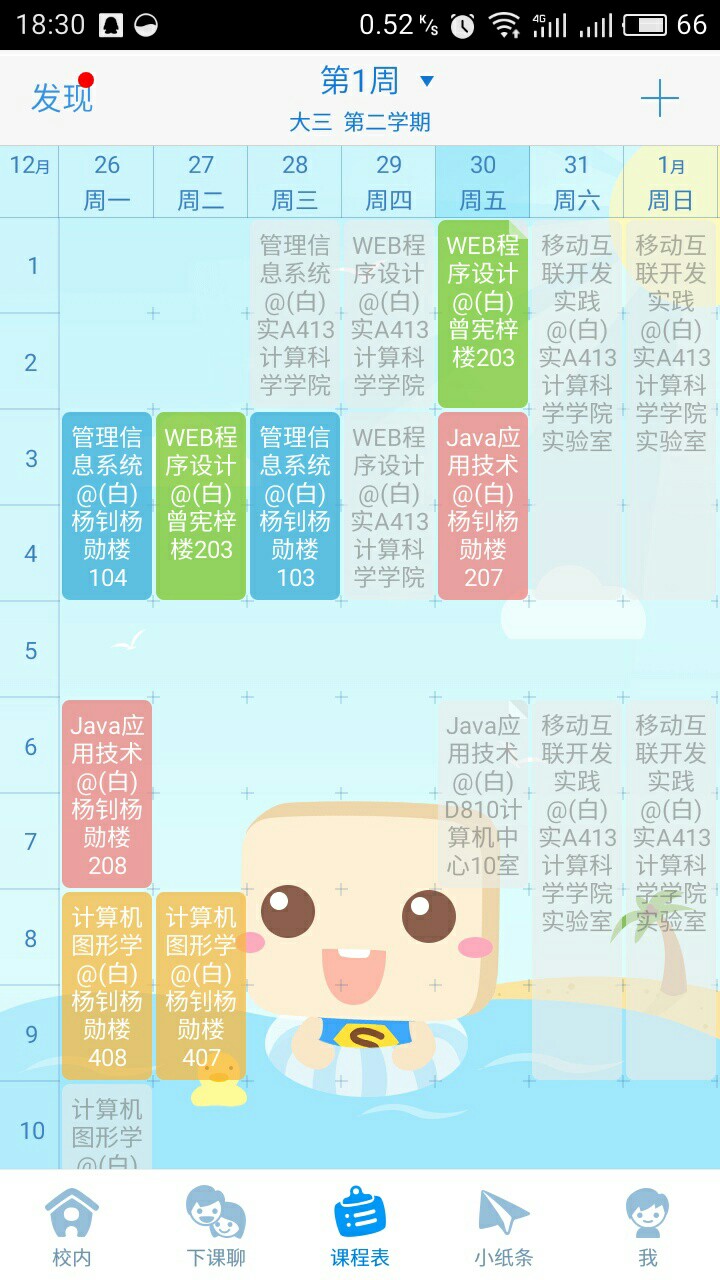 18:30
0.52 K/s
4G
66
发现
第1周
大三 第二学期
12月
26
周一
27
周二
28
周三
29
周四
30
周五
31
周六
1月
周日
1
2
3
4
5
6
7
8
9
10
管理信
息系统
@(白)
杨钊杨
勋楼
104
Java应
用技术
@(白)
杨钊杨
勋楼
208
计算机
图形学
@(白)
杨钊杨
勋楼
408
计算机
图形学
@(白)
WEB程
序设计
@(白)
曾宪梓
楼203
计算机
图形学
@(白)
杨钊杨
勋楼
407
管理信
息系统
@(白)
实A413
计算科
学学院
管理信
息系统
@(白)
杨钊杨
勋楼
103
WEB程
序设计
@(白)
实A413
计算科
学学院
WEB程
序设计
@(白)
实A413
计算科
学学院
WEB程
序设计
@(白)
曾宪梓
楼203
Java应
用技术
@(白)
杨钊杨
勋楼
207
Java应
用技术
@(白)
D810计
算机中
心10室
移动互
联开发
实践
@(白)
实A413
计算科
学学院
实验室
移动互
联开发
实践
@(白)
实A413
计算科
学学院
实验室
移动互
联开发
实践
@(白)
实A413
计算科
学学院
实验室
移动互
联开发
实践
@(白)
实A413
计算科
学学院
实验室
校内
下课聊
课程表
小纸条
我